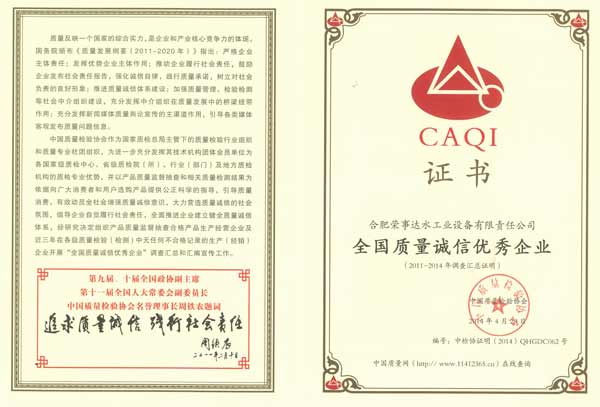 质量反映一个国家的综合实力,是企业和产业核心竞争力的体现。
国务院颁布《质量发展纲要(2011-2020年)》指出:严格企业
主体责任;发挥优势企业主体作用;推动企业履行社会责任,鼓励
企业发布社会责任报告,强化诚信自律,践行质量承诺,树立对社会
负责的良好形象;推进质量诚信体系建设;加强质量管理,检验检测
等社会中介组织建设,充分发挥中介组织在质量发展中的桥梁纽带
作用;充分发挥新闻媒体质量舆论宣传的主渠道作用,引导各类媒体
客观发布质量问题信息。
中国质量检验协会作为国家质检总局主管下的质量检验行业组织
和质量专业社团组织,为进一步充分发挥其技术机构团体会员单位为
各国家级质检中心、省级质检院(所)、行业(部门)及地方质检
机构的质检专业优势,并以产品质量监督抽查和相关质量检测结果为
依据向广大消费者和用户选购产品提供公正科学的指导,引导质量
消费,有效动员全社会增强质量诚信意识,大力营造质量诚信的社会
氛围,倡导企业自觉履行社会责任,全面推进企业建立健全质量诚信
体系,经研究决定组织产品质量监督抽查合格产品生产经营企业及
近三年在各级质量检验(检测)中无任何不合格记录的生产(经销)
企业开展“全国质量诚信优秀企业”调查汇总和汇编宣传工作。
第九届、十届全国政协副主席
第十一届全国人大常委会副委员长
中国质量检验协会名誉理事长周铁农题词
追求质量诚信 践行社会责任
周铁农
CAQI
证书
合肥荣事达水工业设备有限责任公司
全国质量诚信优秀企业
(2011-2014年调查汇总证明)
中国质量检验协会
2014年4月24日
编号:中检协证明(2014)QHGDC062号
中国质量网(http://www.11412365.cn)在线查询